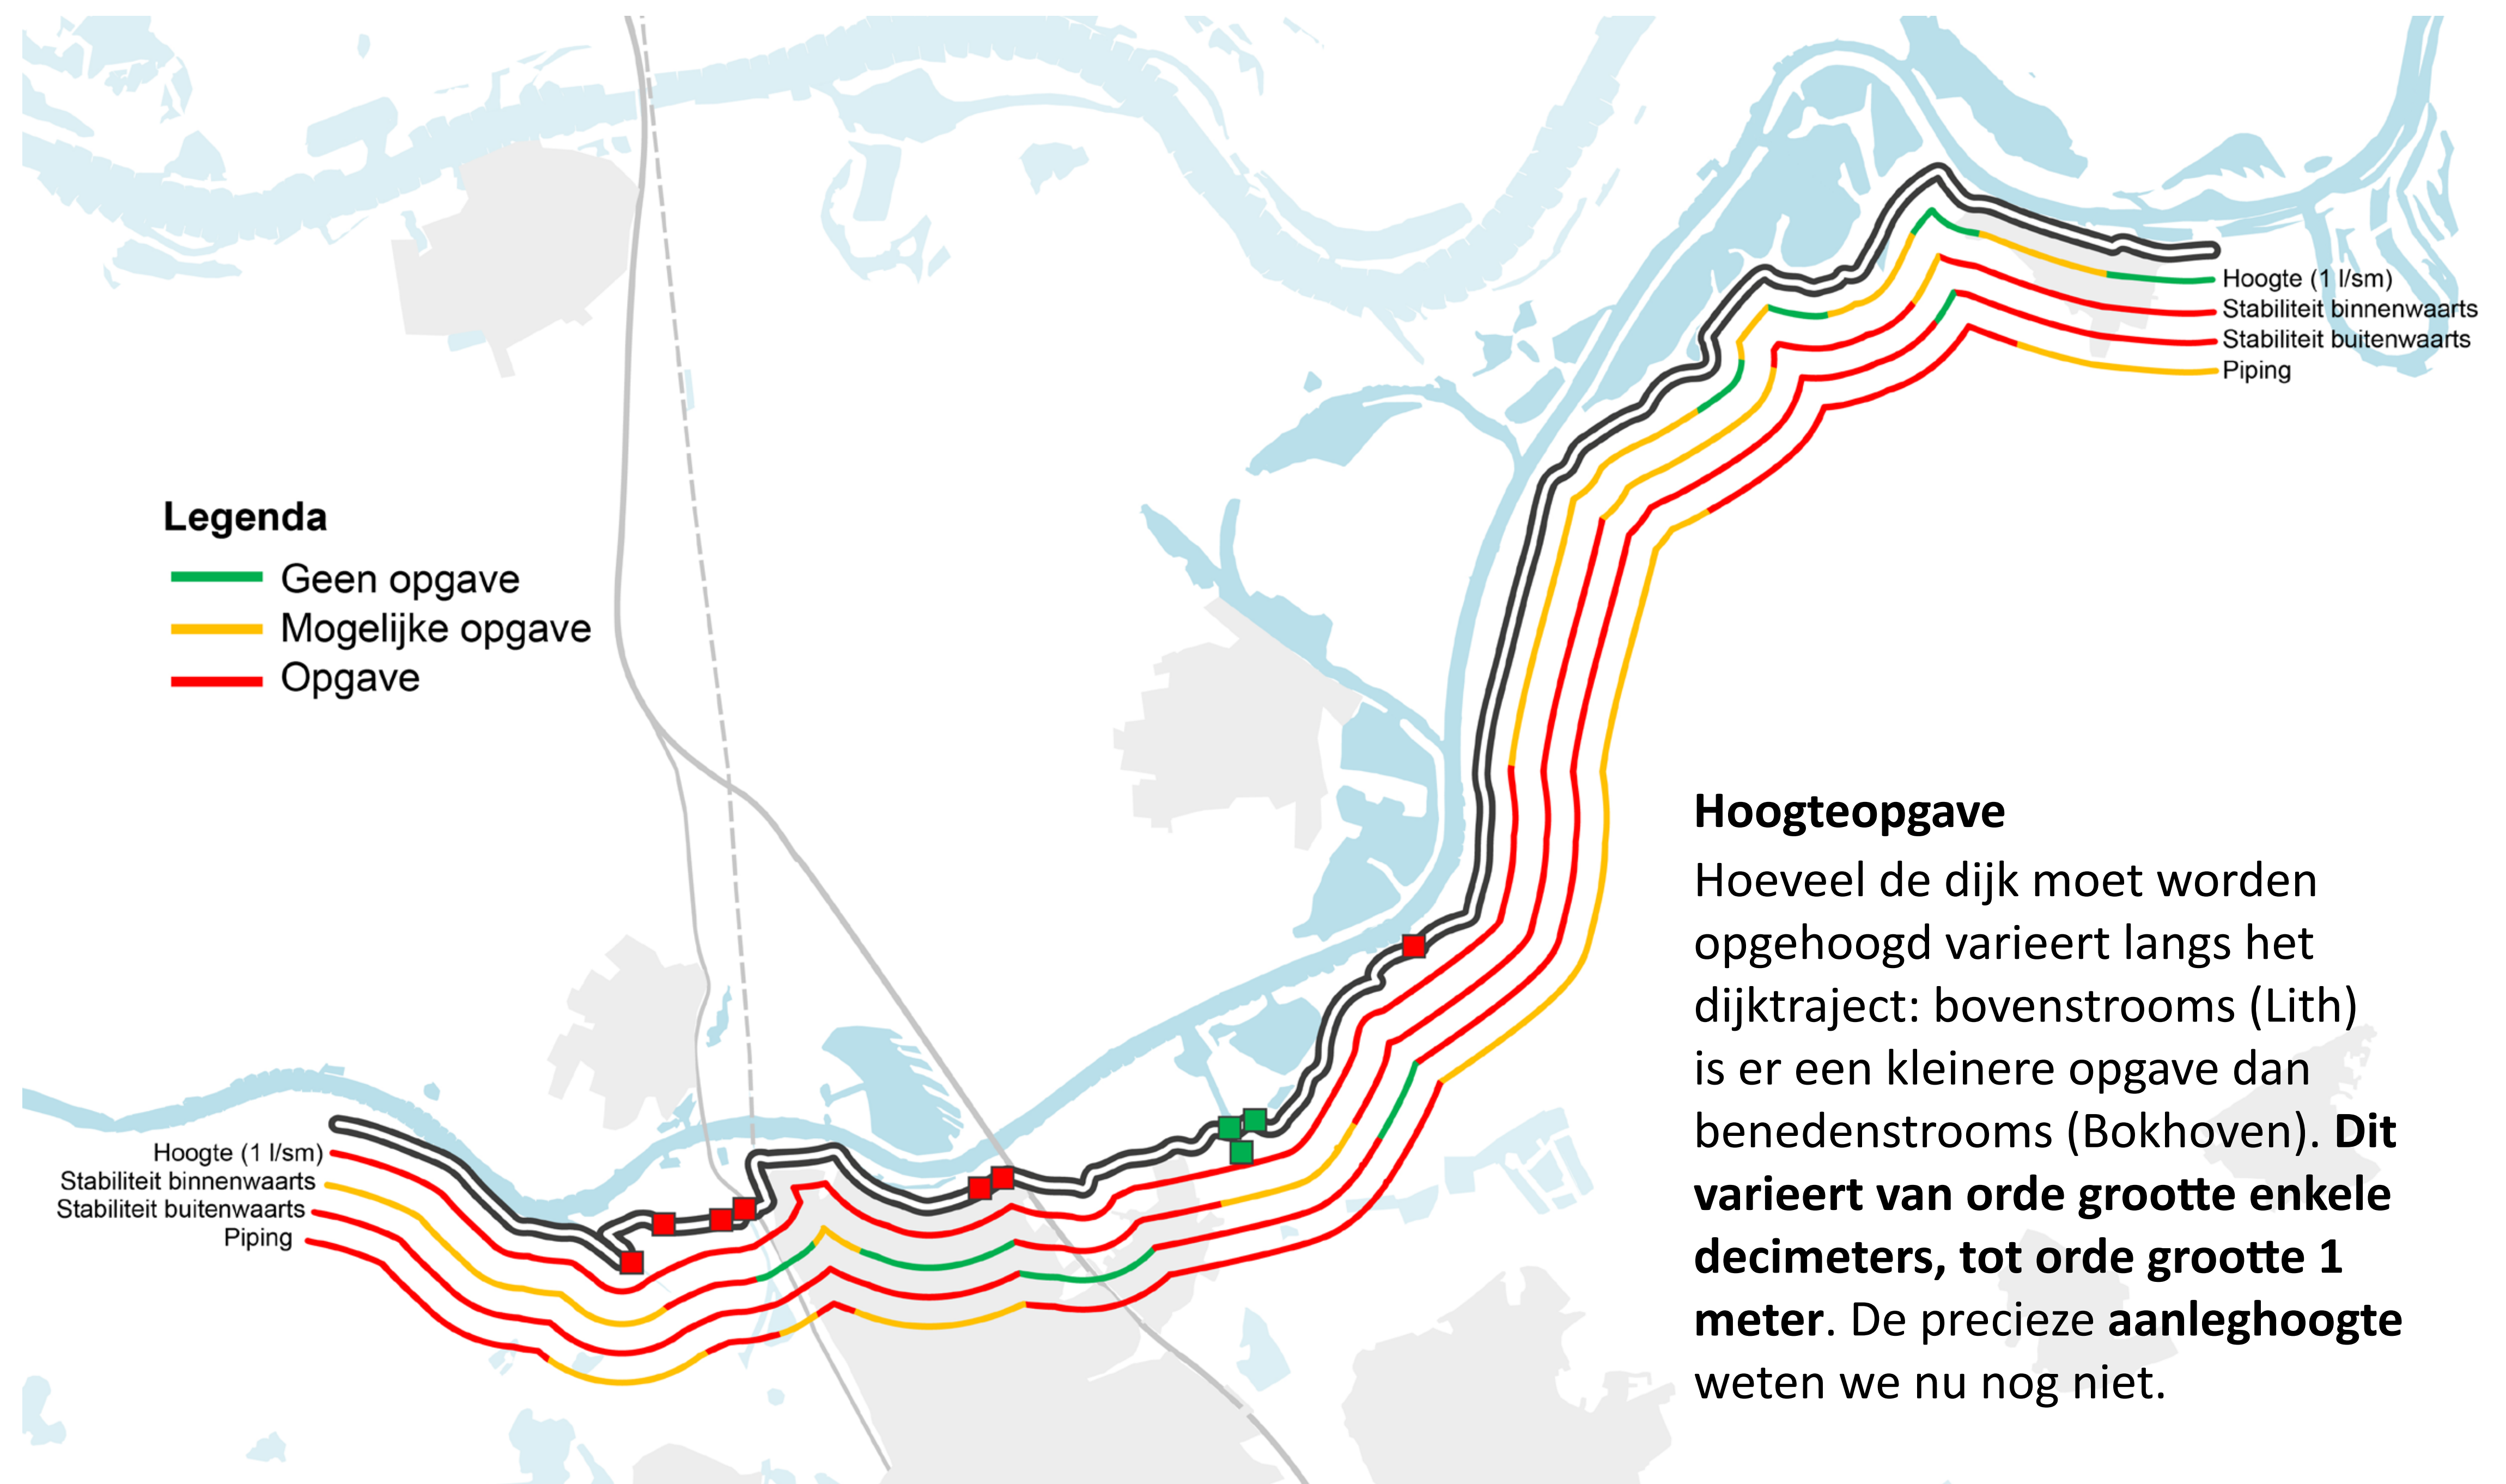 Hoogte (1 l/sm)
Stabiliteit binnenwaarts
Stabiliteit buitenwaarts
Piping
Legenda
Geen opgave
Mogelijke opgave
Opgave
Hoogteopgave
Hoeveel de dijk moet worden
opgehoogd varieert langs het
dijktraject: bovenstrooms (Lith)
is er een kleinere opgave dan
benedenstrooms (Bokhoven). Dit
varieert van orde grootte enkele
decimeters, tot orde grootte 1
meter. De precieze aanleghoogte
weten we nu nog niet.
Hoogte (1 l/sm)
Stabiliteit binnenwaarts
Stabiliteit buitenwaarts
Piping